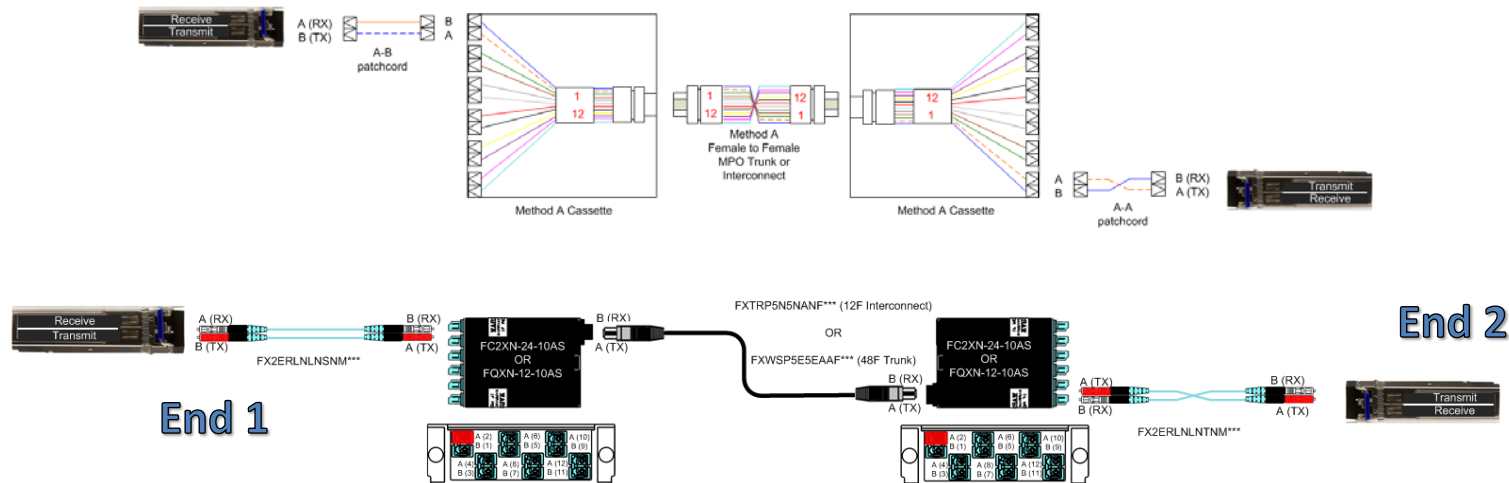 Receive
Transmit
A (RX)
B (TX)
B
A
A-B
patchcord
1
12
Method A Cassette
1
12
12
1
Method A
Female to Female
MPO Trunk or
Interconnect
12
1
Method A Cassette
A
B
B (RX)
A (TX)
A-A
patchcord
Transmit
Receive
Receive
Transmit
A (RX)
B (TX)
B (RX)
A (TX)
FX2ERLNLNSNM***
End 1
FC2XN-24-10AS
OR
FQXN-12-10AS
B (RX)
A (TX)
FXTRP5N5NANF*** (12F Interconnect)
OR
FXWSP5E5EAAF*** (48F Trunk)
B (RX)
A (TX)
FC2XN-24-10AS
OR
FQXN-12-10AS
A (TX)
B (RX)
B (RX)
A (TX)
FX2ERLNLNTNM***
End 2
Transmit
Receive
A (2)
B (1)
A (6)
B (5)
A (10)
B (9)
A (4)
B (3)
A (8)
B (7)
A (12)
B (11)
A (2)
B (1)
A (6)
B (5)
A (10)
B (9)
A (4)
B (3)
A (8)
B (7)
A (12)
B (11)